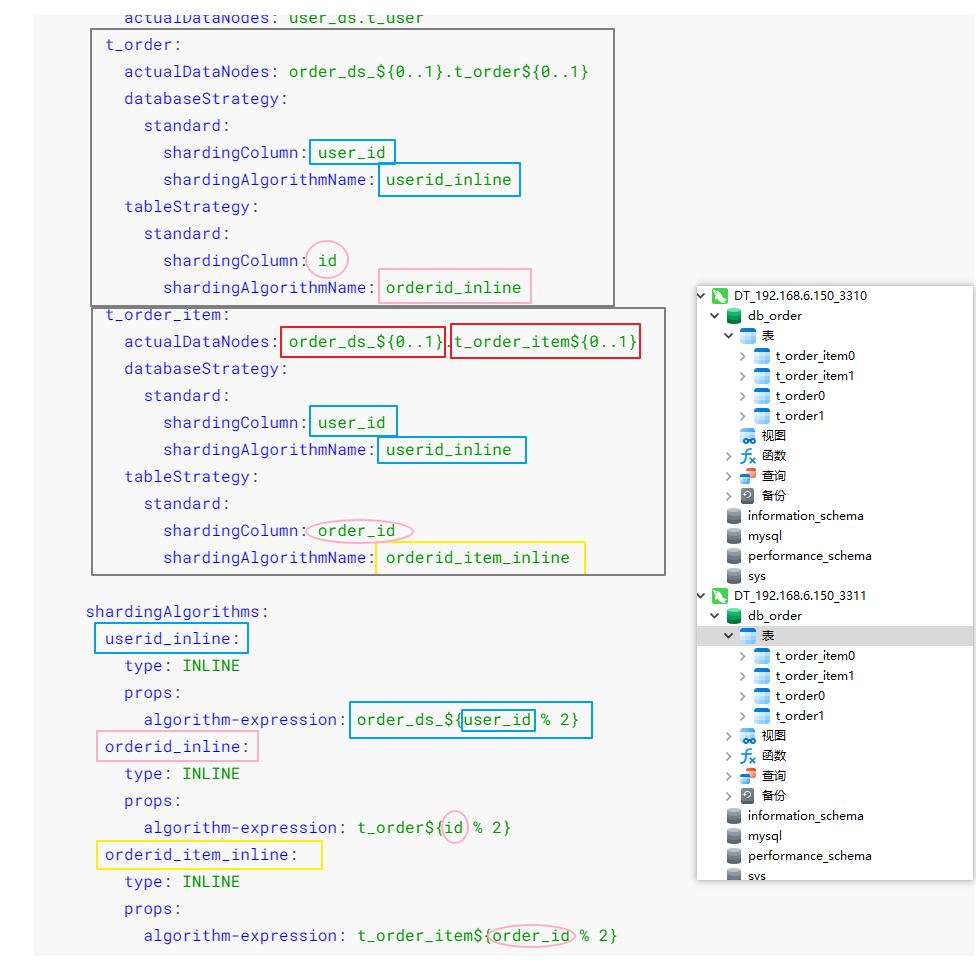 actualDataNodes: user_ds.t_user
t_order:
actualDataNodes: order_ds_${0..1}.t_order${0..1}
databaseStrategy:
standard:
shardingColumn: user_id
shardingAlgorithmName: userid_inline
tableStrategy:
standard:
shardingColumn: id
shardingAlgorithmName: orderid_inline
t_order_item:
actualDataNodes: order_ds_${0..1}.t_order_item${0..1}
databaseStrategy:
standard:
shardingColumn: user_id
shardingAlgorithmName: userid_inline
tableStrategy:
standard:
shardingColumn: order_id
shardingAlgorithmName: orderid_item_inline
shardingAlgorithms:
userid_inline:
type: INLINE
props:
algorithm-expression: order_ds_${user_id % 2}
orderid_inline:
type: INLINE
props:
algorithm-expression: t_order${id % 2}
orderid_item_inline:
type: INLINE
props:
algorithm-expression: t_order_item${order_id % 2}
DT_192.168.6.150_3310
db_order
表
t_order_item0
t_order_item1
t_order0
t_order1
视图
函数
查询
备份
information_schema
mysql
performance_schema
sys
DT_192.168.6.150_3311
db_order
表
t_order_item0
t_order_item1
t_order0
t_order1
视图
函数
查询
备份
information_schema
mysql
performance_schema
sys